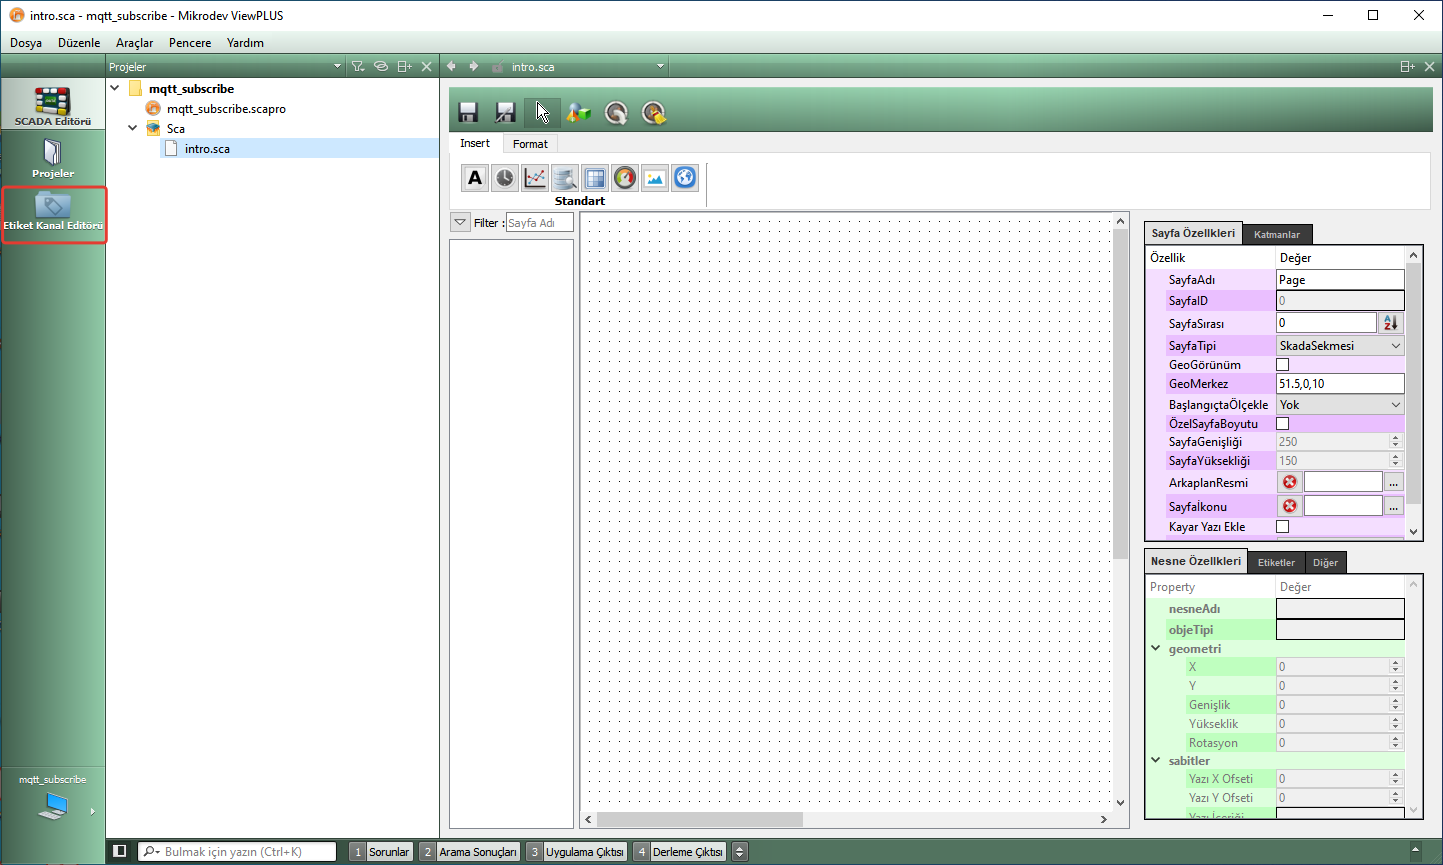 intro.sca - mqtt_subscribe - Mikrodev ViewPLUS
Dosya Düzenle Araçlar Pencere Yardım
Projeler
intro.sca
SCADA Editörü
Projeler
Etiket Kanal Editörü
mqtt_subscribe
mqtt_subscribe.scapro
Sca
intro.sca
Insert Format
A
Standart
Filter : Sayfa Adı
Sayfa Özellikleri Katmanlar
Özellik Değer
SayfaAdı Page
SayfaID 0
SayfaSırası 0
SayfaTipi SkadaSekmesi
GeoGörünüm
GeoMerkez 51.5,0,10
BaşlangıçtaÖlçekle Yok
ÖzelSayfaBoyutu
SayfaGenişliği 250
SayfaYüksekliği 150
ArkaplanResmi ...
Sayfaİkonu ...
Kayar Yazı Ekle
Nesne Özellikleri Etiketler Diğer
Property Değer
nesneAdı
objeTipi
geometri
X 0
Y 0
Genişlik 0
Yükseklik 0
Rotasyon 0
sabitler
Yazı X Ofseti 0
Yazı Y Ofseti 0
Yazı İçeriği
mqtt_subscribe
Bulmak için yazın (Ctrl+K)
1 Sorunlar 2 Arama Sonuçları 3 Uygulama Çıktısı 4 Derleme Çıktısı